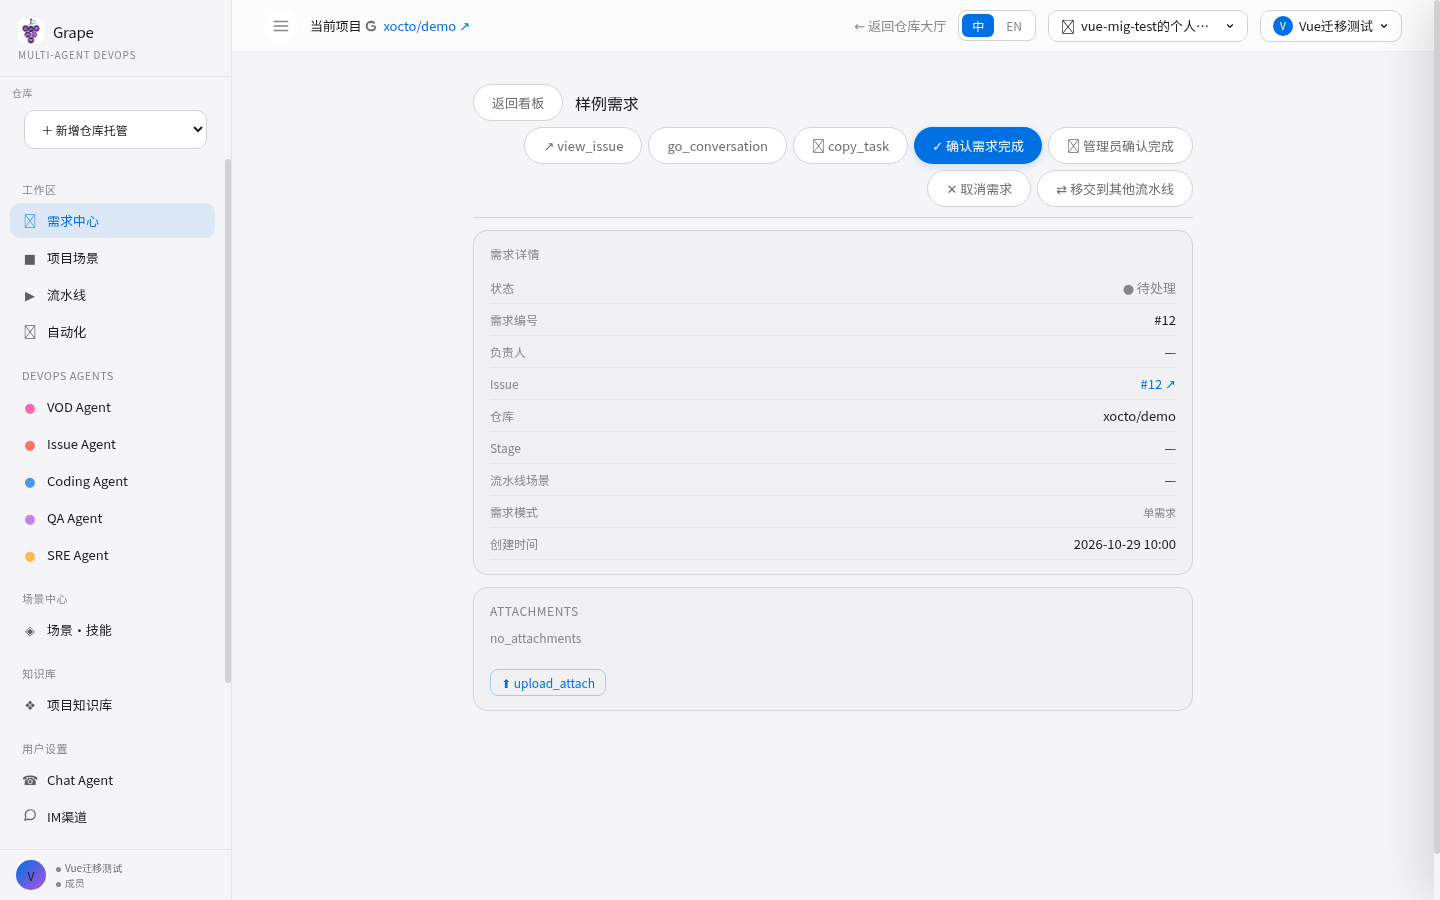 Grape
MULTI-AGENT DEVOPS
仓库
＋ 新增仓库托管
工作区
需求中心
项目场景
流水线
自动化
DEVOPS AGENTS
VOD Agent
Issue Agent
Coding Agent
QA Agent
SRE Agent
场景中心
场景・技能
知识库
项目知识库
用户设置
Chat Agent
IM渠道
V
Vue迁移测试
成员
当前项目 G xocto/demo ↗
← 返回仓库大厅
中
EN
vue-mig-test的个人…
V Vue迁移测试
返回看板
样例需求
↗ view_issue
go_conversation
copy_task
✓ 确认需求完成
管理员确认完成
✕ 取消需求
⇄ 移交到其他流水线
需求详情
状态 ● 待处理
需求编号 #12
负责人 —
Issue #12 ↗
仓库 xocto/demo
Stage —
流水线场景 —
需求模式 单需求
创建时间 2026-10-29 10:00
ATTACHMENTS
no_attachments
⬆ upload_attach